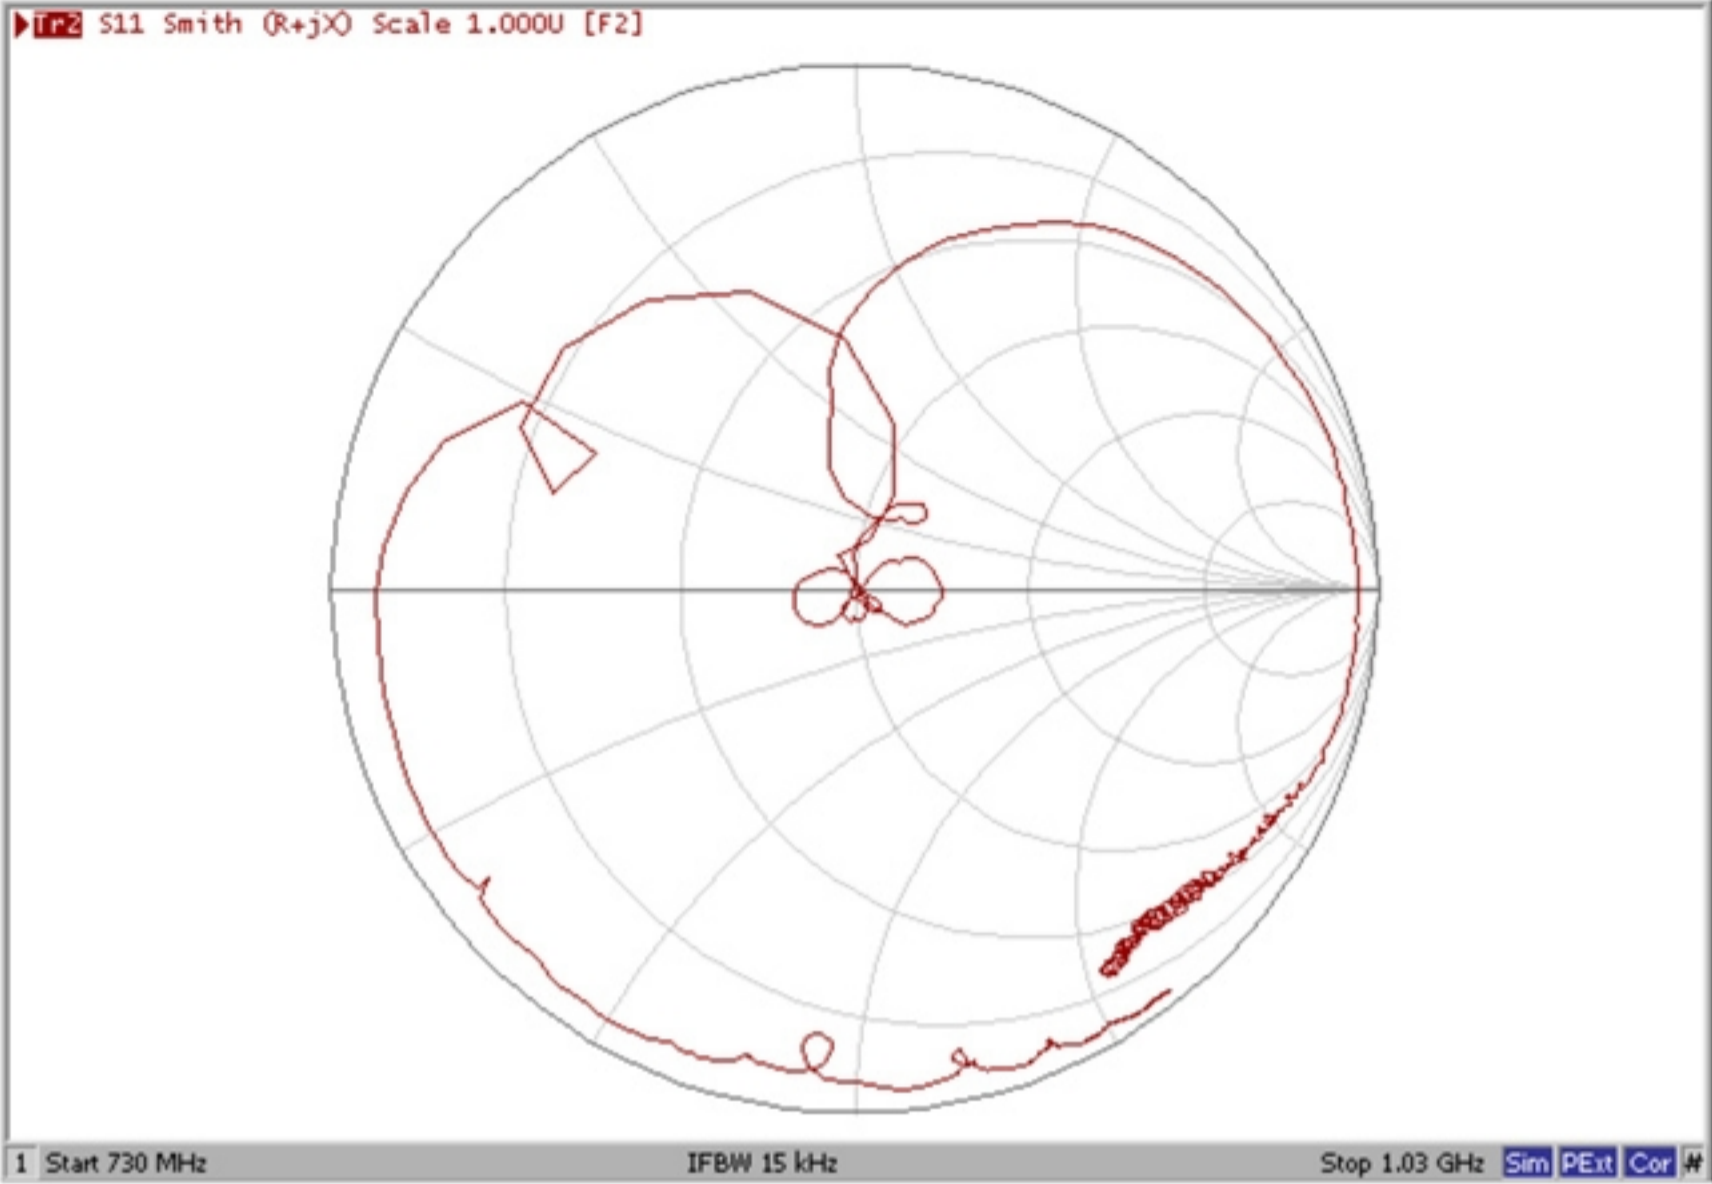 Tr2 S11 Smith (R+jX) Scale 1.000U [F2]
1 Start 730 MHz IFBW 15 kHz Stop 1.03 GHz Sim PExt Cor #